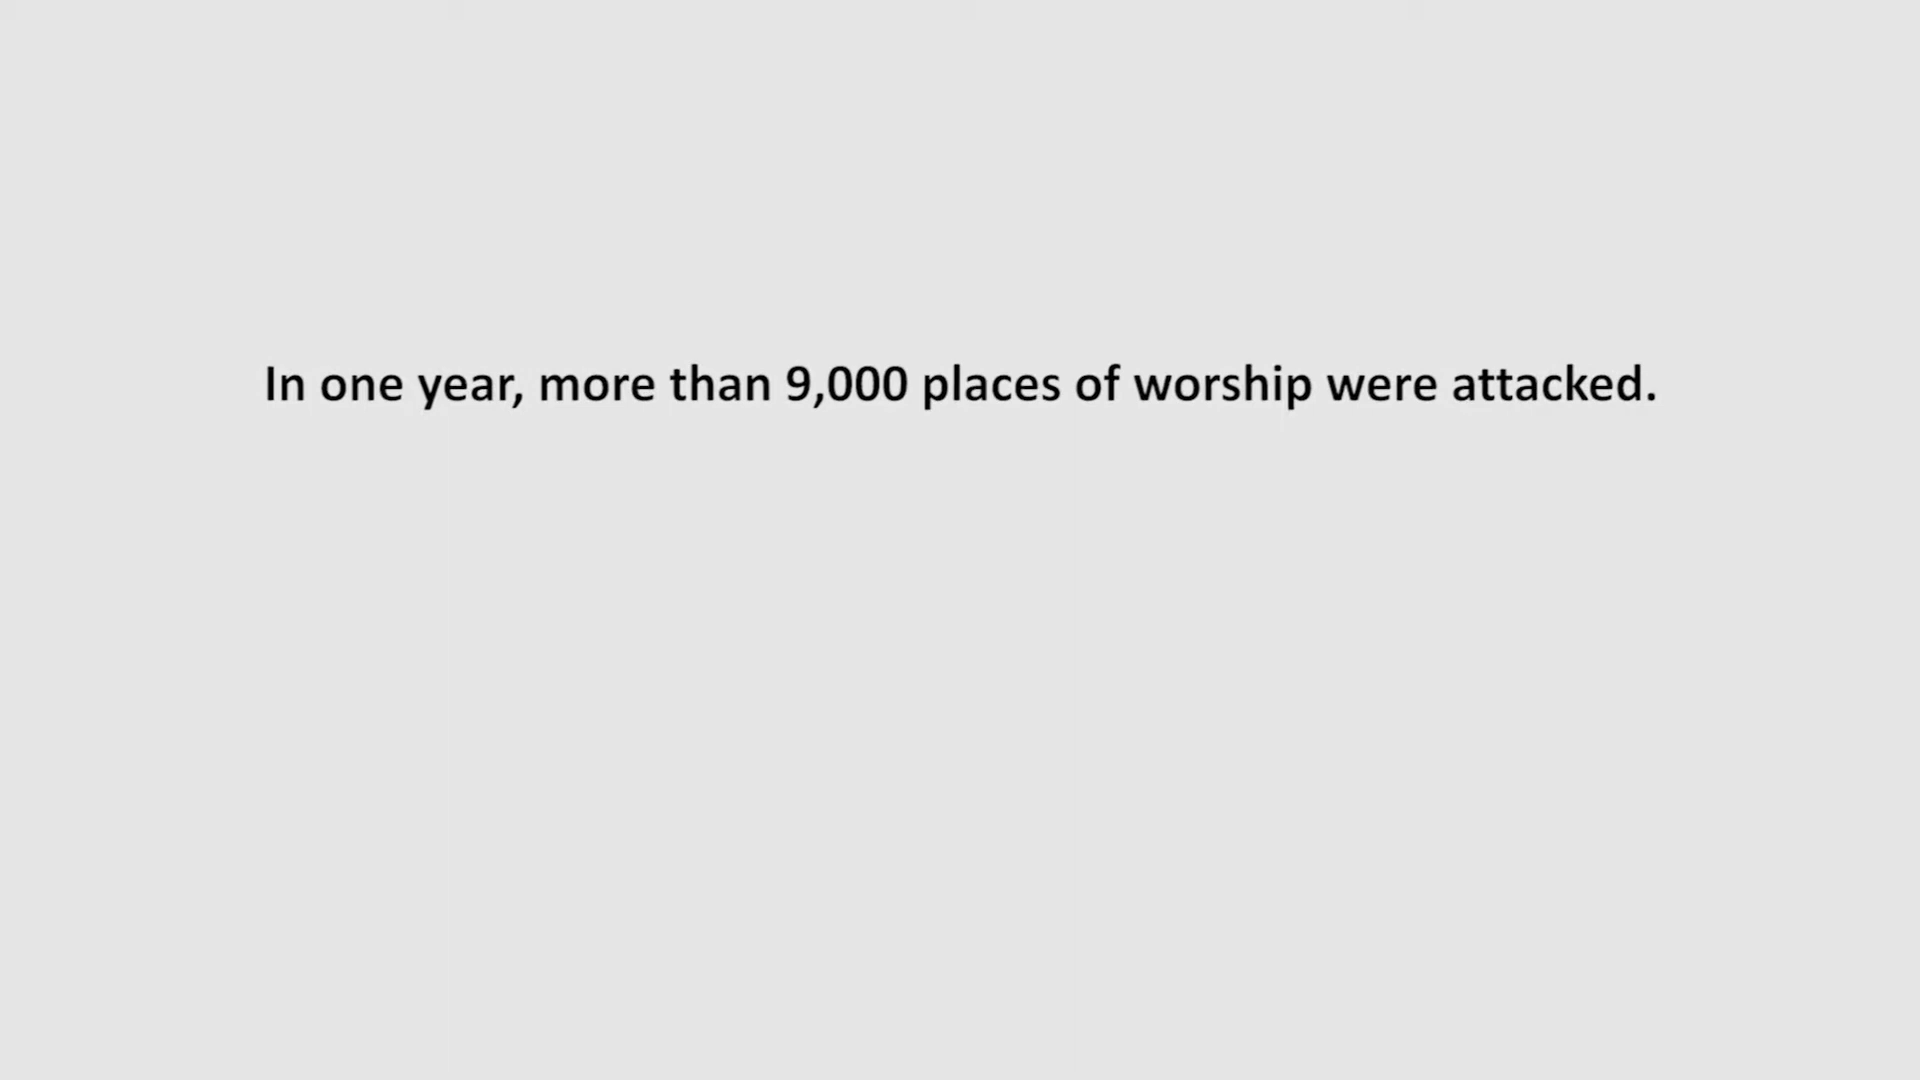 In one year, more than 9,000 places of worship were attacked.